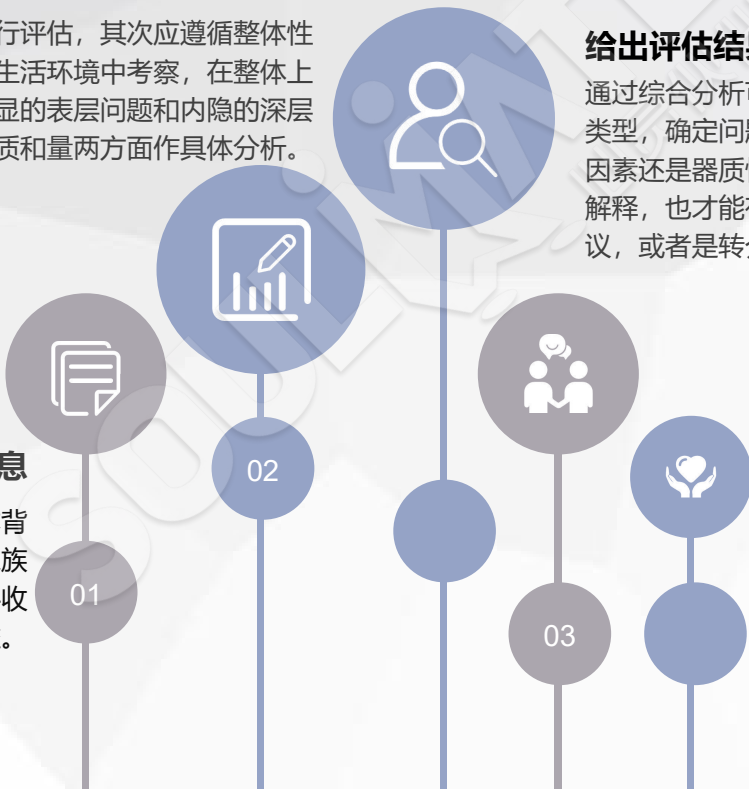 行评估，其次应遵循整体性
生活环境中考察，在整体上
显的表层问题和内隐的深层
质和量两方面作具体分析。
给出评估结
通过综合分析
类型，确定问
因素还是器质
解释，也才能
议，或者是转
02
息
背
族
收
01
03